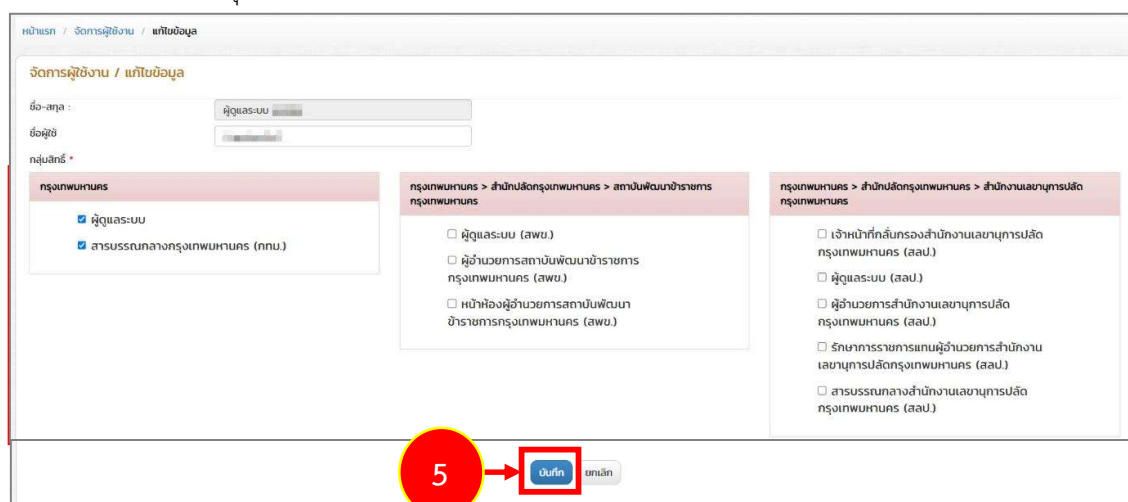 หน้าแรก / จัดการผู้ใช้งาน / แก้ไขข้อมูล
จัดการผู้ใช้งาน / แก้ไขข้อมูล
ชื่อ-สกุล :
ผู้ดูแลระบบ
ชื่อผู้ใช้
กลุ่มสิทธิ์ *
กรุงเทพมหานคร
ผู้ดูแลระบบ
สารบรรณกลางกรุงเทพมหานคร (กทม.)
กรุงเทพมหานคร > สำนักปลัดกรุงเทพมหานคร > สถาบันพัฒนาข้าราชการ
กรุงเทพมหานคร
ผู้ดูแลระบบ (สพข.)
ผู้อำนวยการสถาบันพัฒนาข้าราชการ
กรุงเทพมหานคร (สพข.)
หน้าห้องผู้อำนวยการสถาบันพัฒนา
ข้าราชการกรุงเทพมหานคร (สพข.)
กรุงเทพมหานคร > สำนักปลัดกรุงเทพมหานคร > สำนักงานเลขานุการปลัด
กรุงเทพมหานคร
เจ้าหน้าที่กลั่นกรองสำนักงานเลขานุการปลัด
กรุงเทพมหานคร (สลป.)
ผู้ดูแลระบบ (สลป.)
ผู้อำนวยการสำนักงานเลขานุการปลัด
กรุงเทพมหานคร (สลป.)
รักษาการราชการแทนผู้อำนวยการสำนักงาน
เลขานุการปลัดกรุงเทพมหานคร (สลป.)
สารบรรณกลางสำนักงานเลขานุการปลัด
กรุงเทพมหานคร (สลป.)
5
บันทึก
ยกเลิก